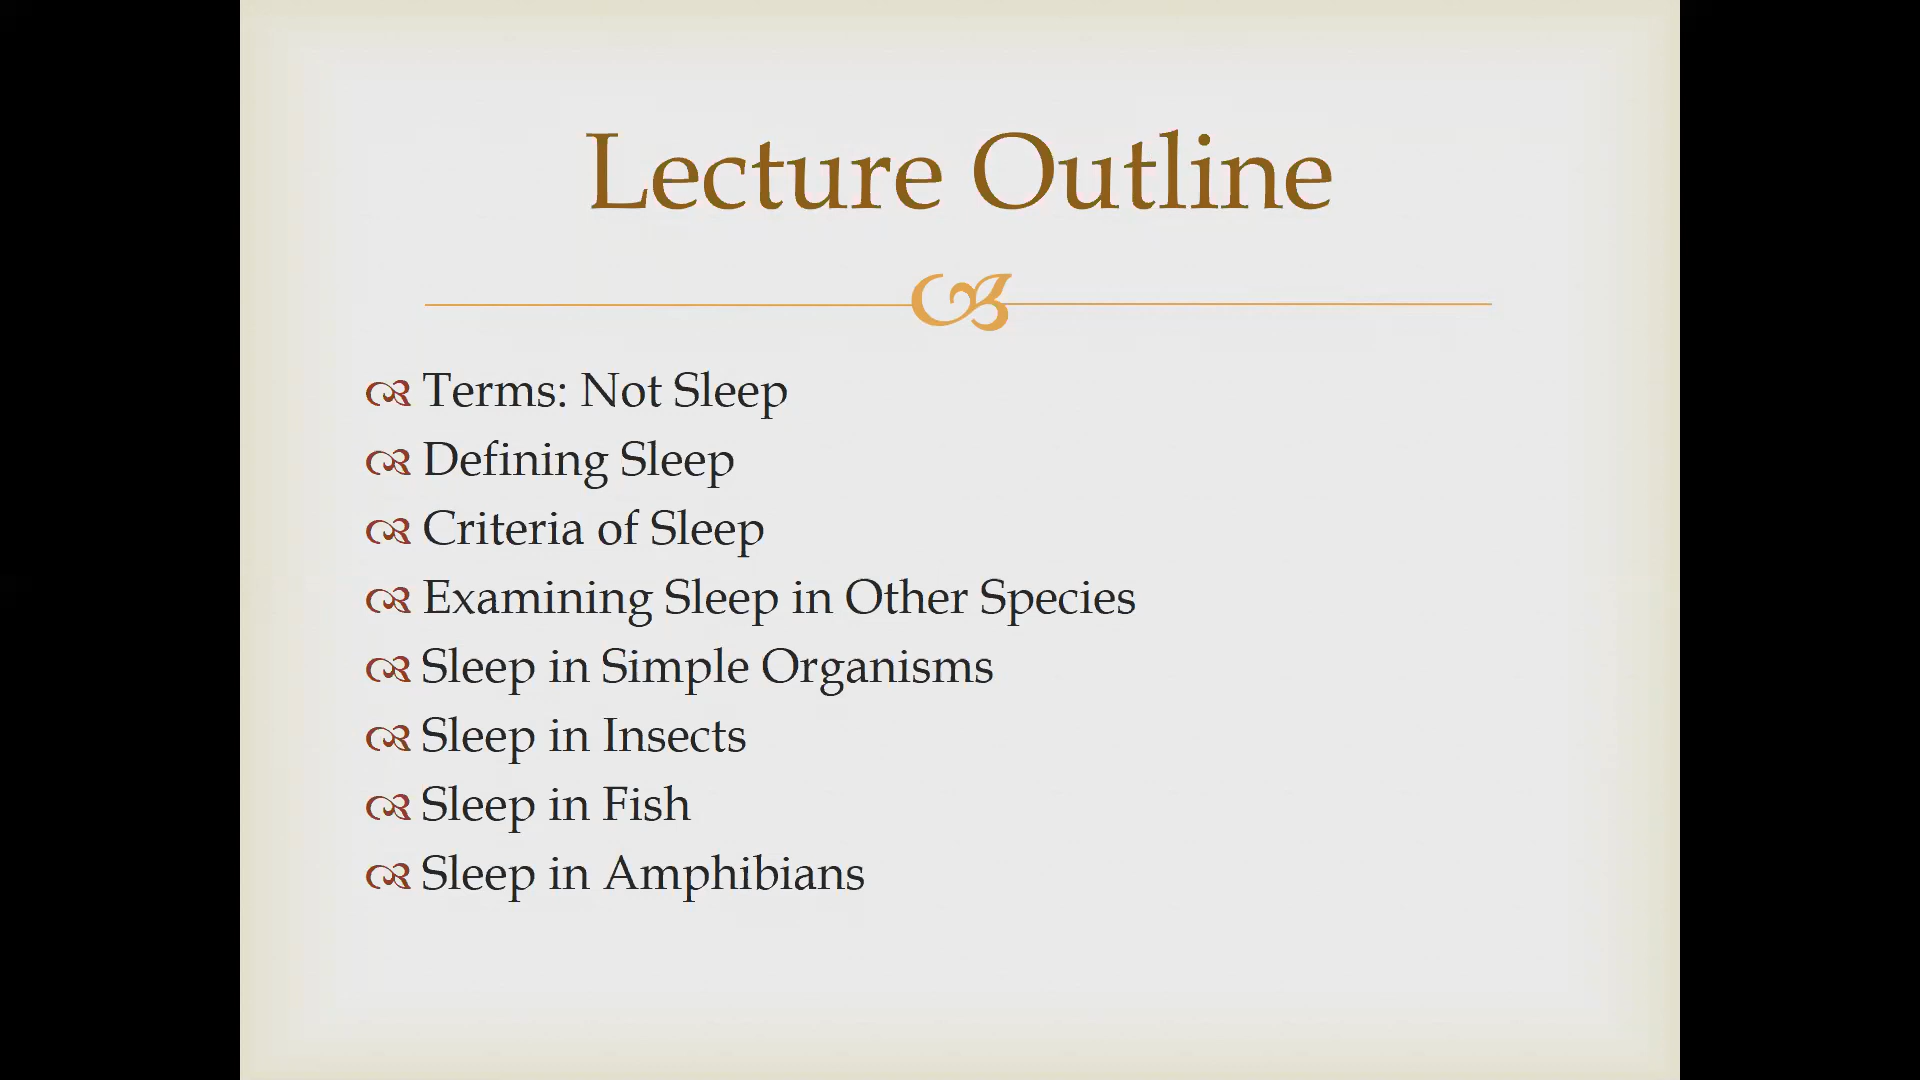 Lecture Outline
Terms: Not Sleep
Defining Sleep
Criteria of Sleep
Examining Sleep in Other Species
Sleep in Simple Organisms
Sleep in Insects
Sleep in Fish
Sleep in Amphibians